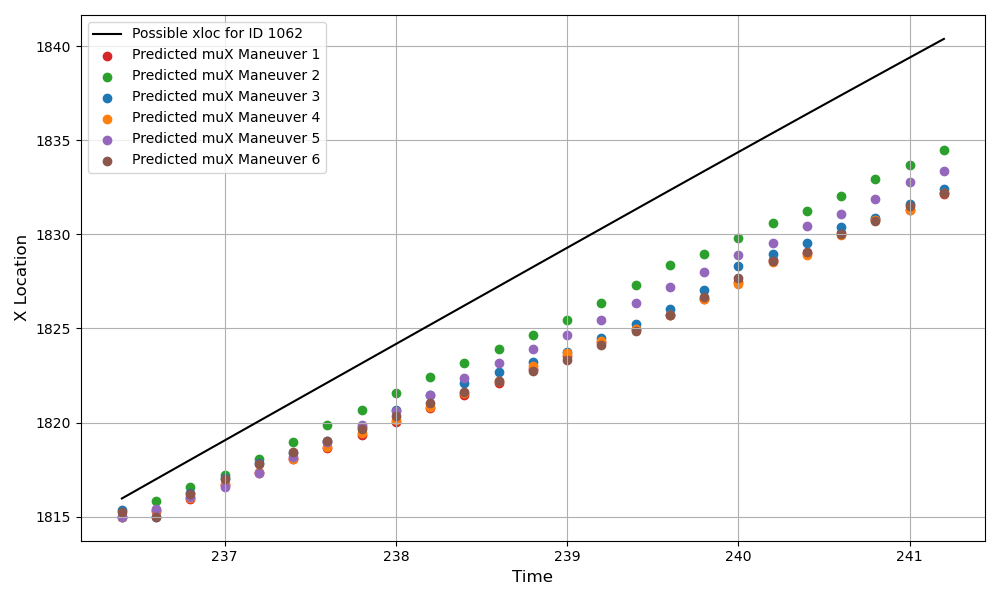 Possible xloc for ID 1062
Predicted muX Maneuver 1
Predicted muX Maneuver 2
Predicted muX Maneuver 3
Predicted muX Maneuver 4
Predicted muX Maneuver 5
Predicted muX Maneuver 6
1840
1835
1830
1825
1820
1815
X Location
237
238
239
240
241
Time